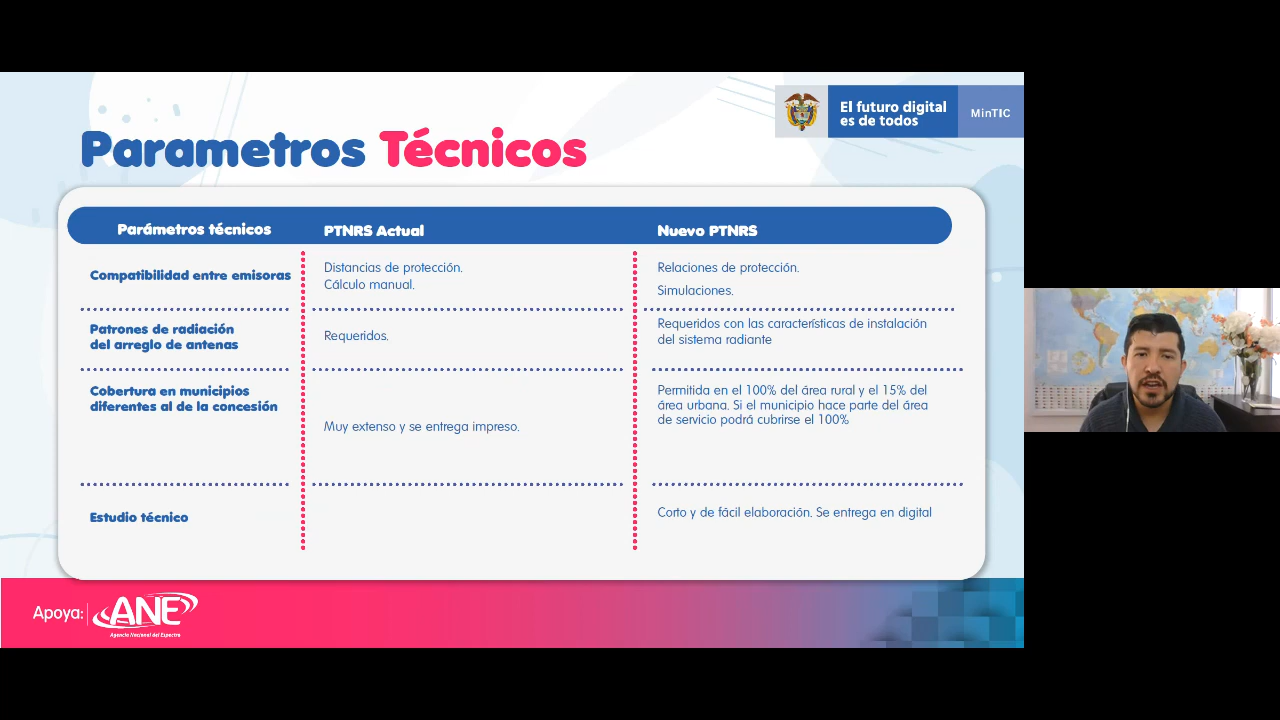 El futuro digital
es de todos
MinTIC
Parametros Técnicos
Parámetros técnicos
PTNRS Actual
Nuevo PTNRS
Compatibilidad entre emisoras
Distancias de protección.
Cálculo manual.
Relaciones de protección.
Simulaciones.
Patrones de radiación
del arreglo de antenas
Requeridos.
Requeridos con las características de instalación
del sistema radiante
Cobertura en municipios
diferentes al de la concesión
Muy extenso y se entrega impreso.
Permitida en el 100% del área rural y el 15% del
área urbana. Si el municipio hace parte del área
de servicio podrá cubrirse el 100%
Estudio técnico
Corto y de fácil elaboración. Se entrega en digital
Apoya:
ANE
Agencia Nacional del Espectro